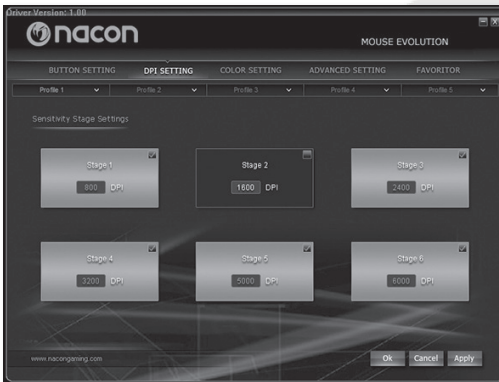 Driver Version: 1.00
nacon
MOUSE EVOLUTION
BUTTON SETTING DPI SETTING COLOR SETTING ADVANCED SETTING FAVORITOR
Profile 1 Profile 2 Profile 3 Profile 4 Profile 5
Sensitivity Stage Settings
Stage 1 Stage 2 Stage 3
800 DPI 1600 DPI 2400 DPI
Stage 4 Stage 5 Stage 6
3200 DPI 5000 DPI 6000 DPI
www.nacongaming.com Ok Cancel Apply